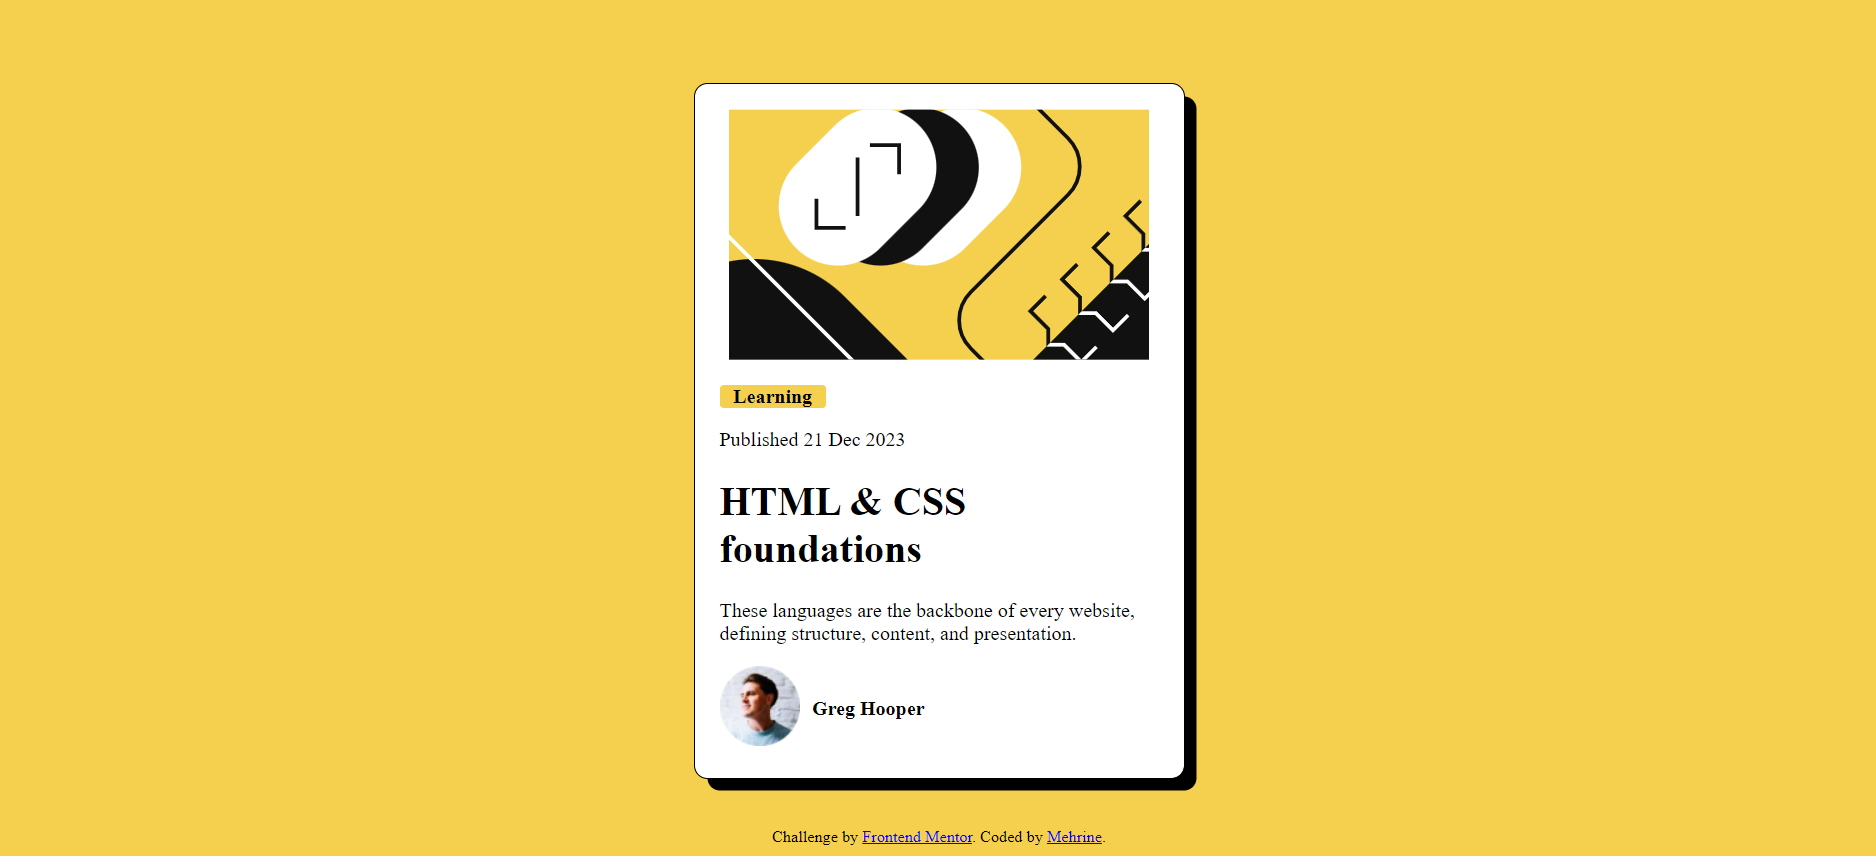 Learning
Published 21 Dec 2023
HTML & CSS
foundations
These languages are the backbone of every website,
defining structure, content, and presentation.
Greg Hooper
Challenge by Frontend Mentor. Coded by Mehrine.